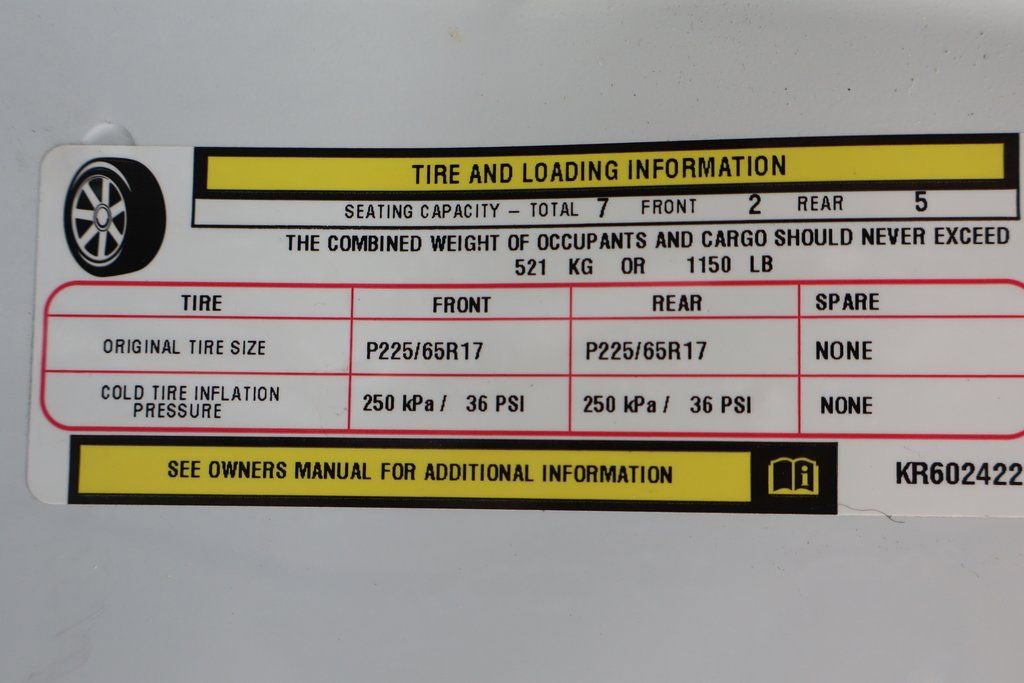 TIRE AND LOADING INFORMATION
SEATING CAPACITY – TOTAL 7 FRONT 2 REAR 5
THE COMBINED WEIGHT OF OCCUPANTS AND CARGO SHOULD NEVER EXCEED
521 KG OR 1150 LB
TIRE FRONT REAR SPARE
ORIGINAL TIRE SIZE P225/65R17 P225/65R17 NONE
COLD TIRE INFLATION PRESSURE 250 kPa / 36 PSI 250 kPa / 36 PSI NONE
SEE OWNERS MANUAL FOR ADDITIONAL INFORMATION
KR602422